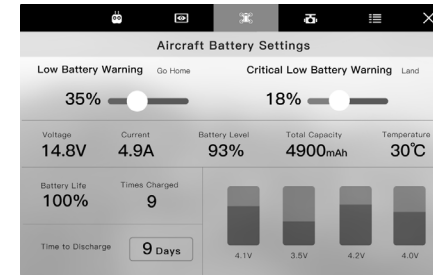 Aircraft Battery Settings
Low Battery Warning Go Home
Critical Low Battery Warning Land
35%
18%
Voltage Current Battery Level Total Capacity Temperature
14.8V 4.9A 93% 4900mAh 30℃
Battery Life Times Charged
100% 9
Time to Discharge 9 Days
4.1V 3.5V 4.2V 4.0V